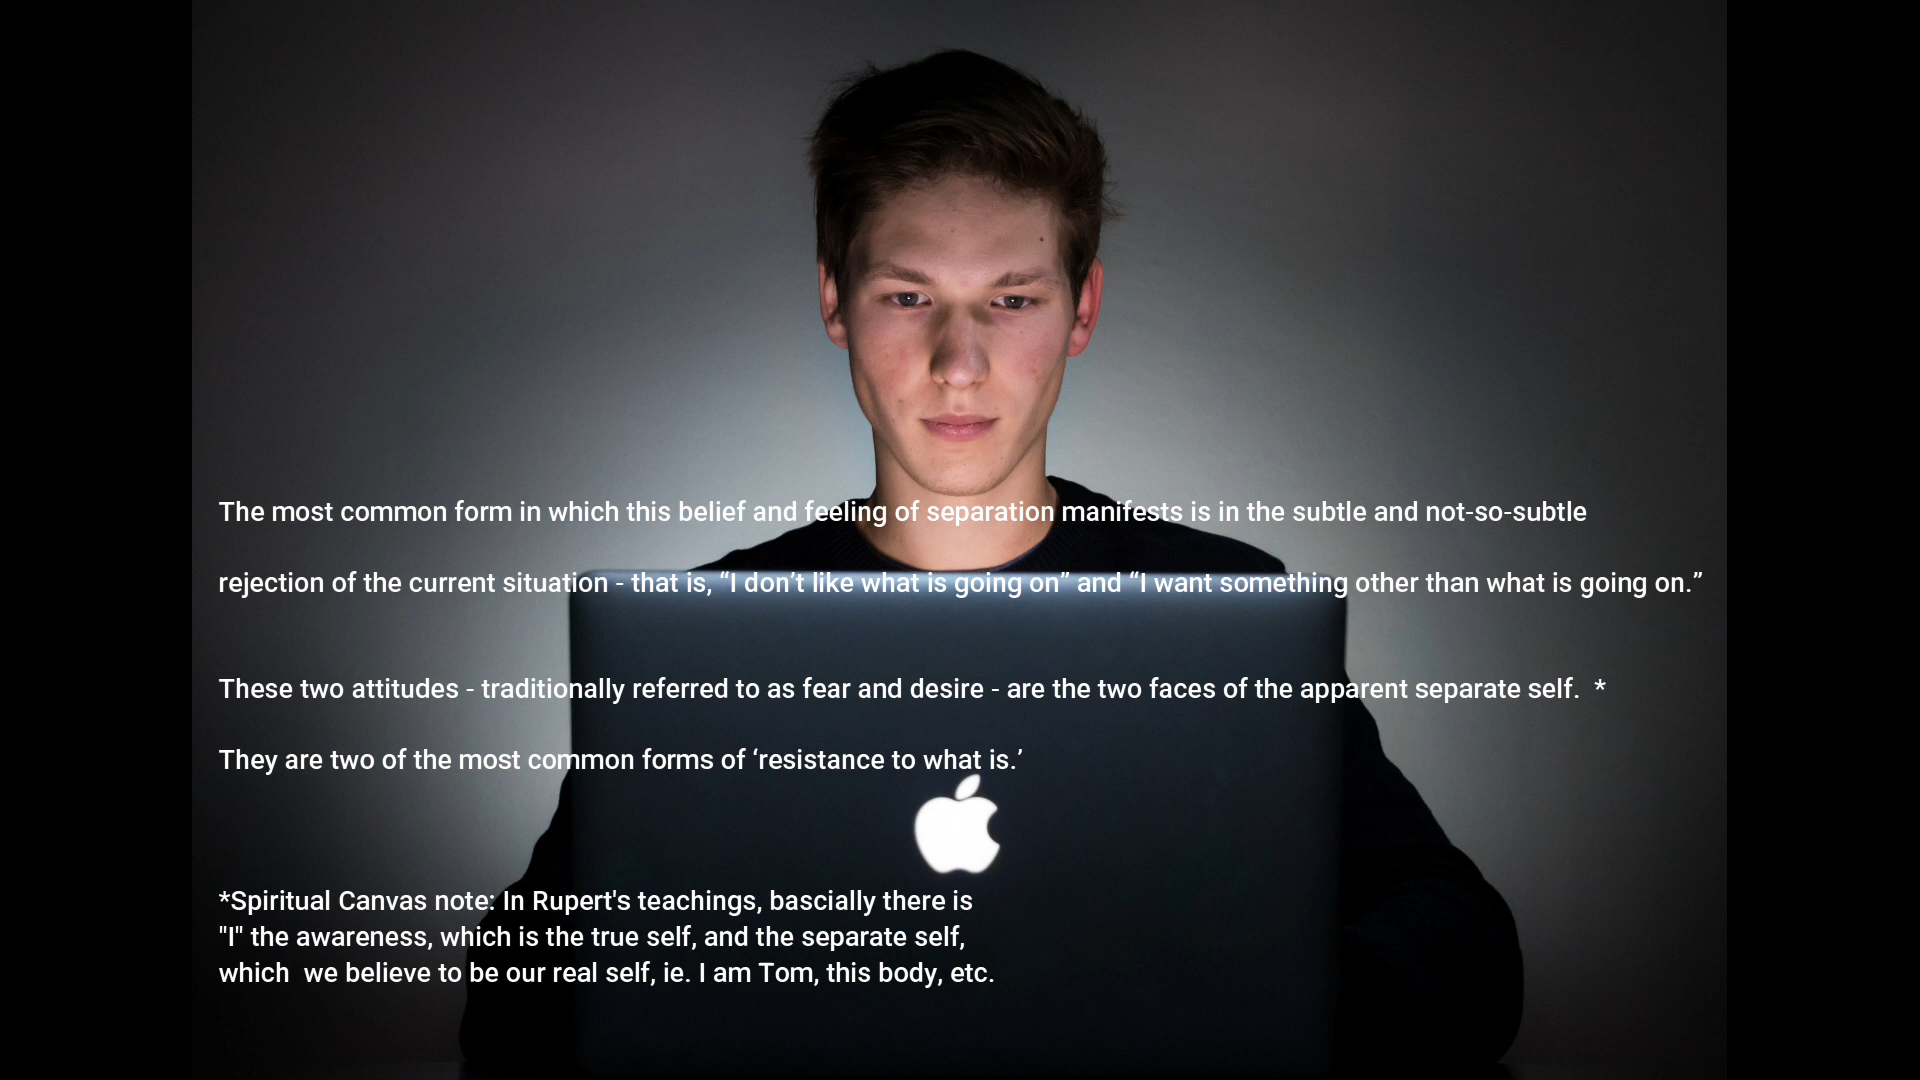 The most common form in which this belief and feeling of separation manifests is in the subtle and not-so-subtle
rejection of the current situation - that is, “I don’t like what is going on” and “I want something other than what is going on.”
These two attitudes - traditionally referred to as fear and desire - are the two faces of the apparent separate self.  *
They are two of the most common forms of ‘resistance to what is.’
*Spiritual Canvas note: In Rupert's teachings, bascially there is
"I" the awareness, which is the true self, and the separate self,
which  we believe to be our real self, ie. I am Tom, this body, etc.